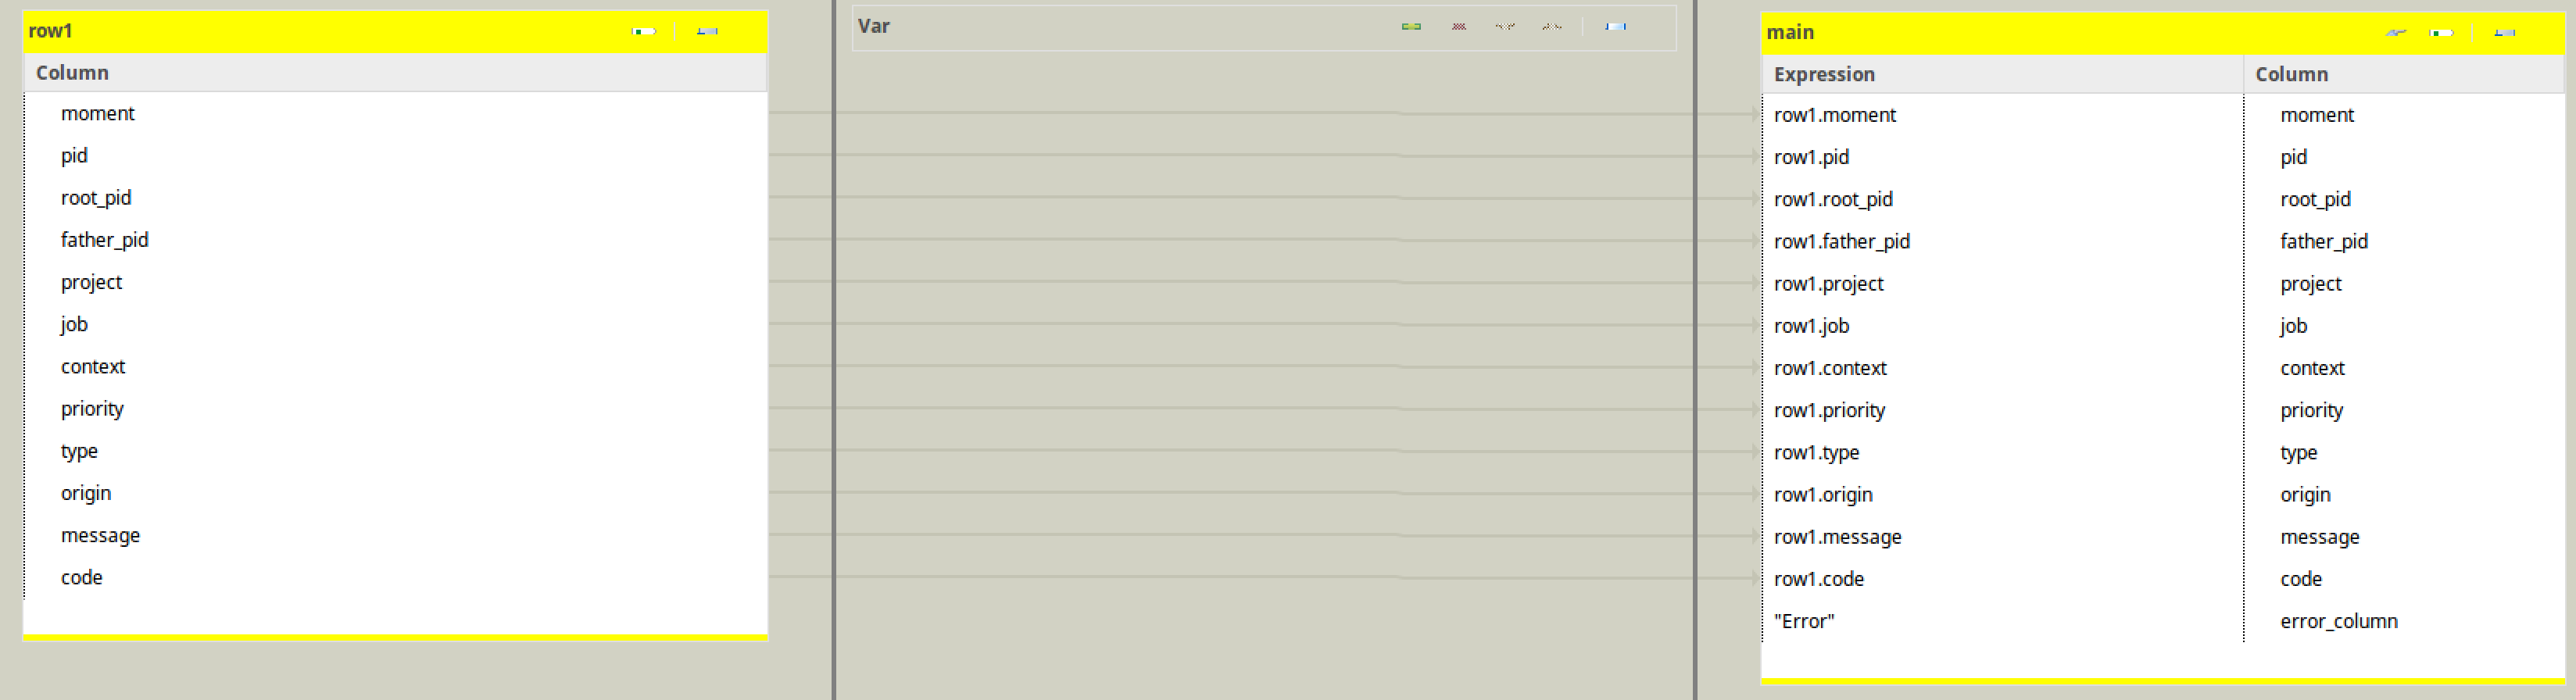 row1
Column
moment
pid
root_pid
father_pid
project
job
context
priority
type
origin
message
code
Var
main
Expression Column
row1.moment moment
row1.pid pid
row1.root_pid root_pid
row1.father_pid father_pid
row1.project project
row1.job job
row1.context context
row1.priority priority
row1.type type
row1.origin origin
row1.message message
row1.code code
"Error" error_column